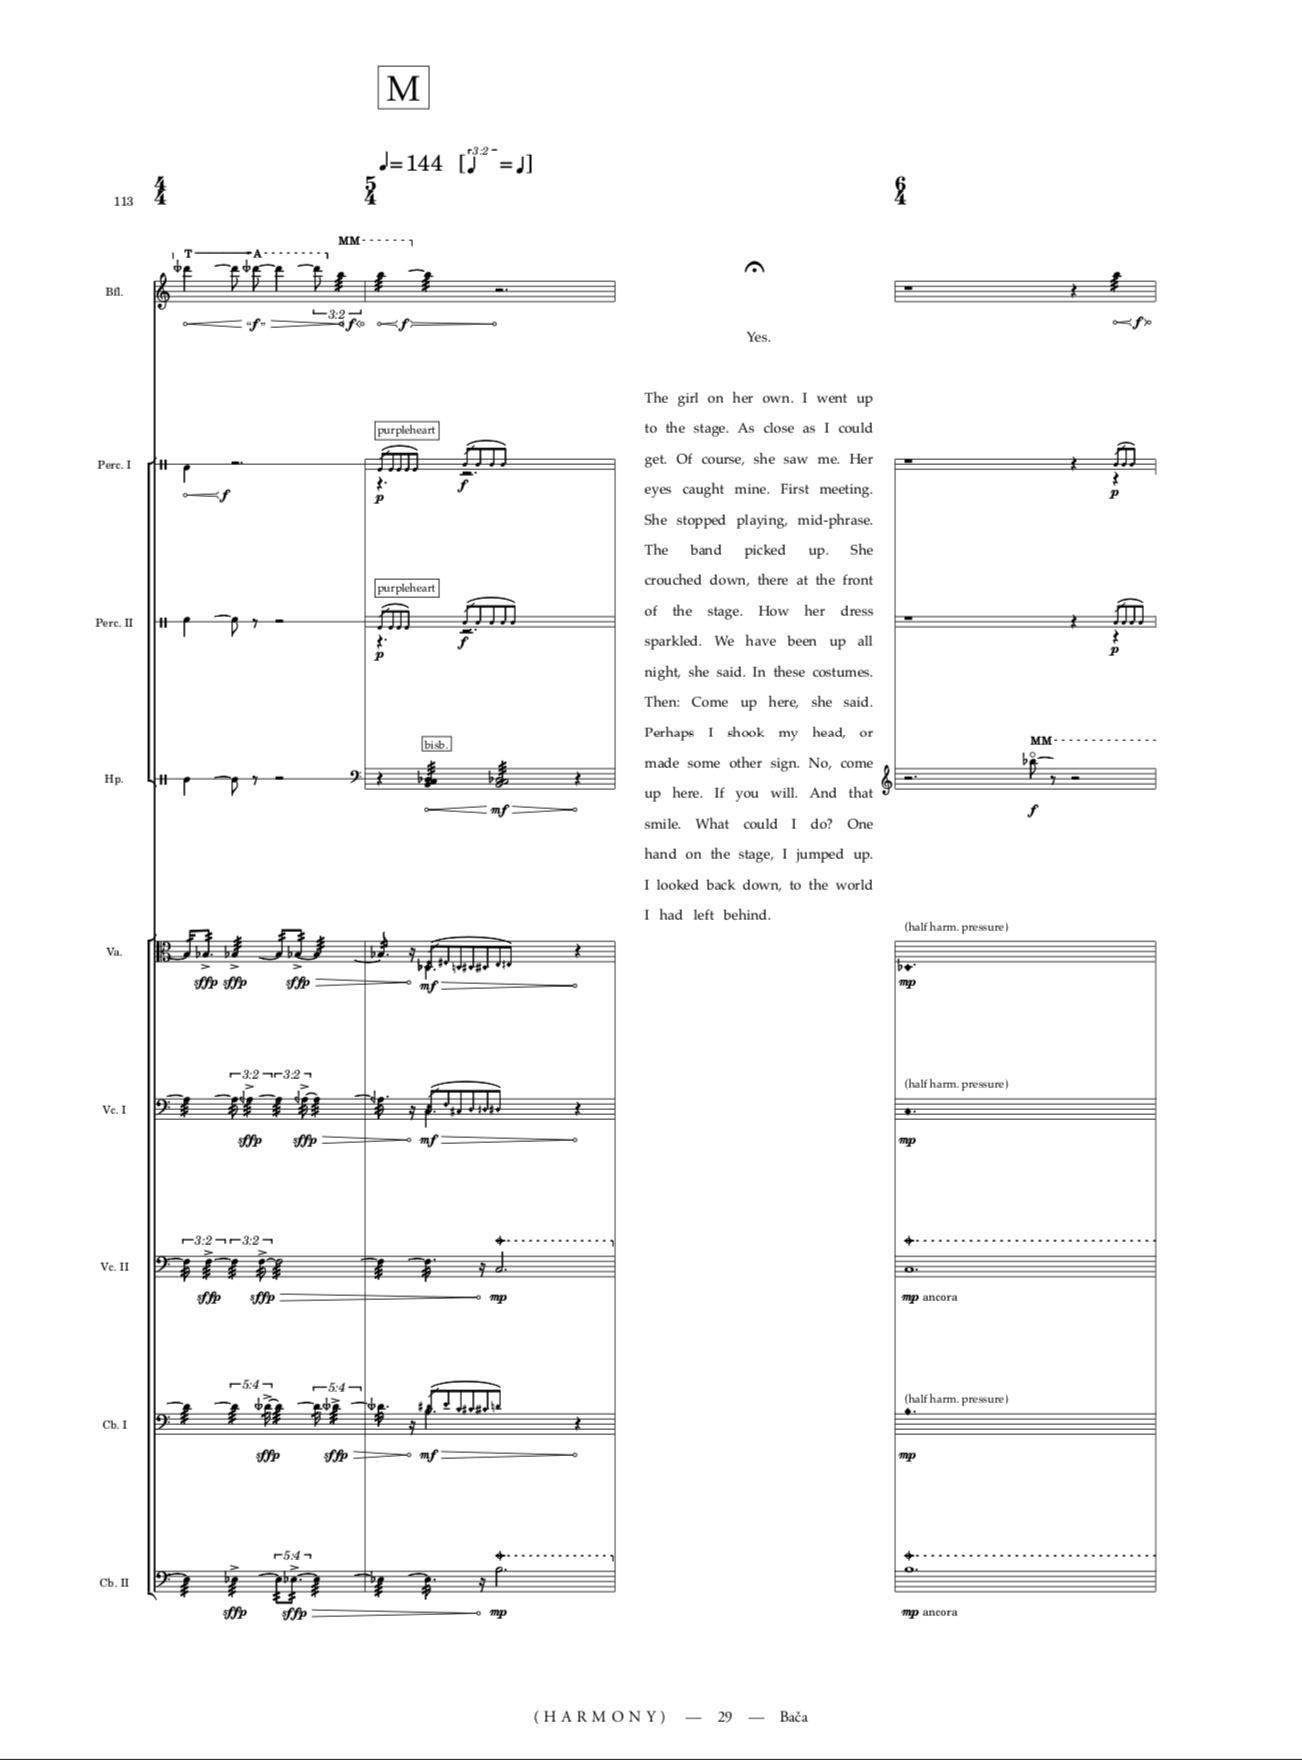 M
♩=144 [♩ 3:2 = ♩]
4/4 5/4 6/4
113
T A MM
Bfl.
3:2
f f f f
Yes.
The girl on her own. I went up
to the stage. As close as I could
get. Of course, she saw me. Her
eyes caught mine. First meeting.
She stopped playing, mid-phrase.
The band picked up. She
crouched down, there at the front
of the stage. How her dress
sparkled. We have been up all
night, she said. In these costumes.
Then: Come up here, she said.
Perhaps I shook my head, or
made some other sign. No, come
up here. If you will. And that
smile. What could I do? One
hand on the stage, I jumped up.
I looked back down, to the world
I had left behind.
purpleheart
Perc. I
f p f p
purpleheart
Perc. II
p f p
bisb. MM
Hp.
mf f
(half harm. pressure)
Va.
sffp sffp sffp mf mp
3:2 3:2 (half harm. pressure)
Vc. I
sffp sffp mf mp
3:2 3:2
Vc. II
sffp sffp mp mp ancora
5:4 5:4 (half harm. pressure)
Cb. I
sffp sffp mf mp
5:4
Cb. II
sffp sffp mp mp ancora
(HARMONY) — 29 — Bača